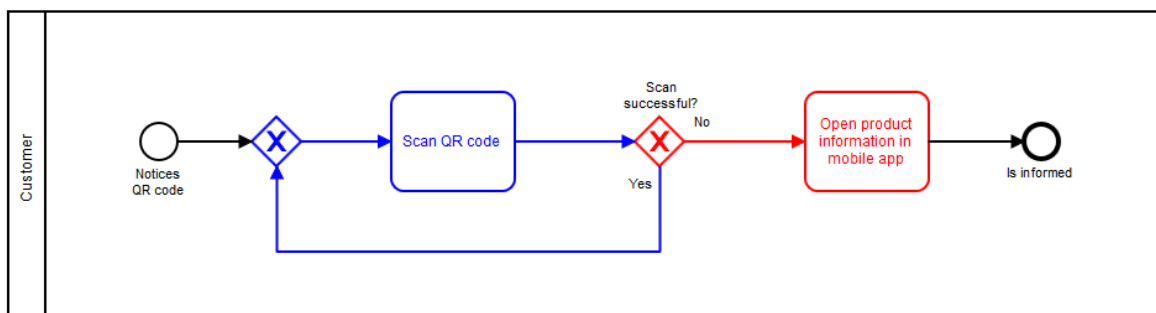 Customer
Notices
QR code
Scan QR code
Scan
successful?
No
Yes
Open product
information in
mobile app
Is informed